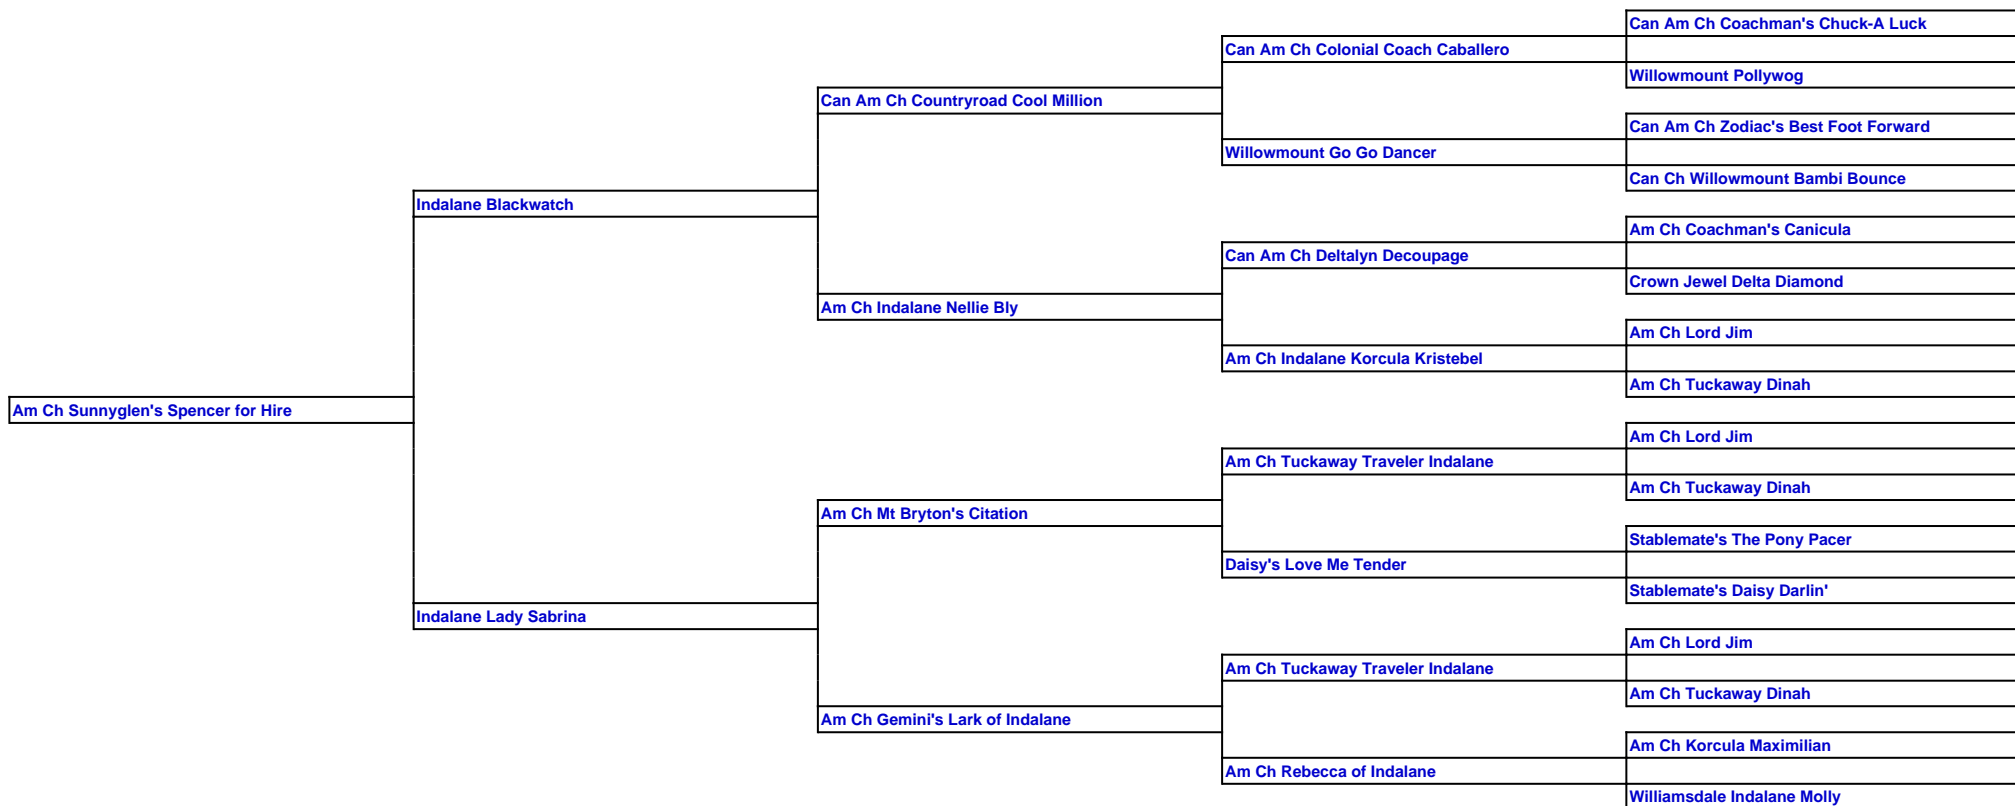 Can Am Ch Coachman's Chuck-A Luck
Can Am Ch Colonial Coach Caballero
Willowmount Pollywog
Can Am Ch Countryroad Cool Million
Can Am Ch Zodiac's Best Foot Forward
Willowmount Go Go Dancer
Can Ch Willowmount Bambi Bounce
Indalane Blackwatch
Am Ch Coachman's Canicula
Can Am Ch Deltalyn Decoupage
Crown Jewel Delta Diamond
Am Ch Indalane Nellie Bly
Am Ch Lord Jim
Am Ch Indalane Korcula Kristebel
Am Ch Tuckaway Dinah
Am Ch Sunnyglen's Spencer for Hire
Am Ch Lord Jim
Am Ch Tuckaway Traveler Indalane
Am Ch Tuckaway Dinah
Am Ch Mt Bryton's Citation
Stablemate's The Pony Pacer
Daisy's Love Me Tender
Stablemate's Daisy Darlin'
Indalane Lady Sabrina
Am Ch Lord Jim
Am Ch Tuckaway Traveler Indalane
Am Ch Tuckaway Dinah
Am Ch Gemini's Lark of Indalane
Am Ch Korcula Maximilian
Am Ch Rebecca of Indalane
Williamsdale Indalane Molly